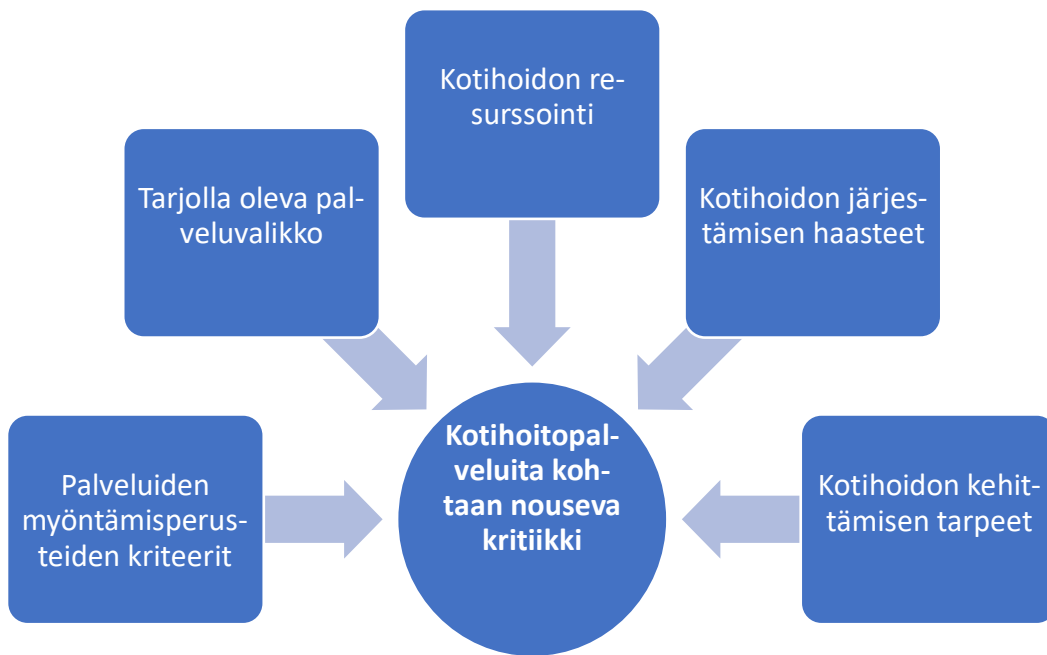 Kotihoidon re-
surssointi
Tarjolla oleva pal-
veluvalikko
Kotihoidon järjes-
tämisen haasteet
Palveluiden
myöntämisperus-
teiden kriteerit
Kotihoitopal-
veluita koh-
taan nouseva
kritiikki
Kotihoidon kehit-
tämisen tarpeet